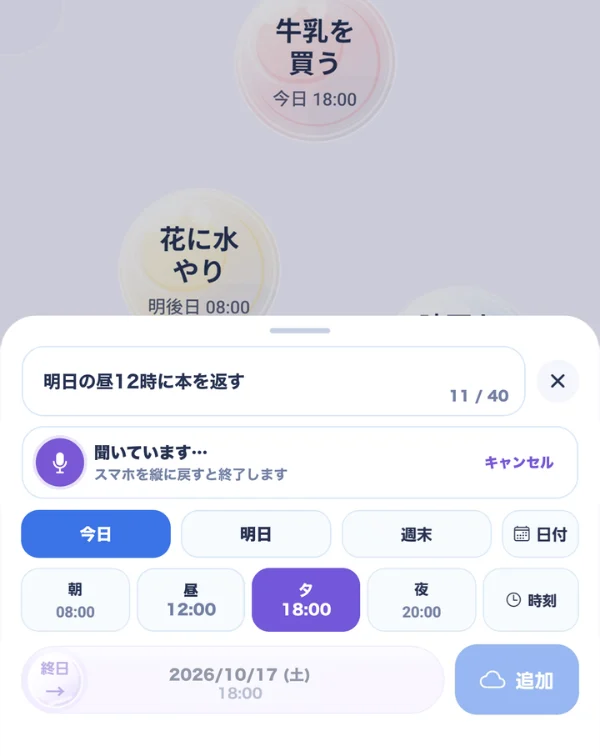 牛乳を
買う
今日 18:00
花に水
やり
明後日 08:00
明日の昼12時に本を返す
11 / 40
聞いています…
スマホを縦に戻すと終了します
キャンセル
今日
明日
週末
日付
朝
08:00
昼
12:00
夕
18:00
夜
20:00
時刻
終日
→
2026/10/17 (土)
18:00
追加